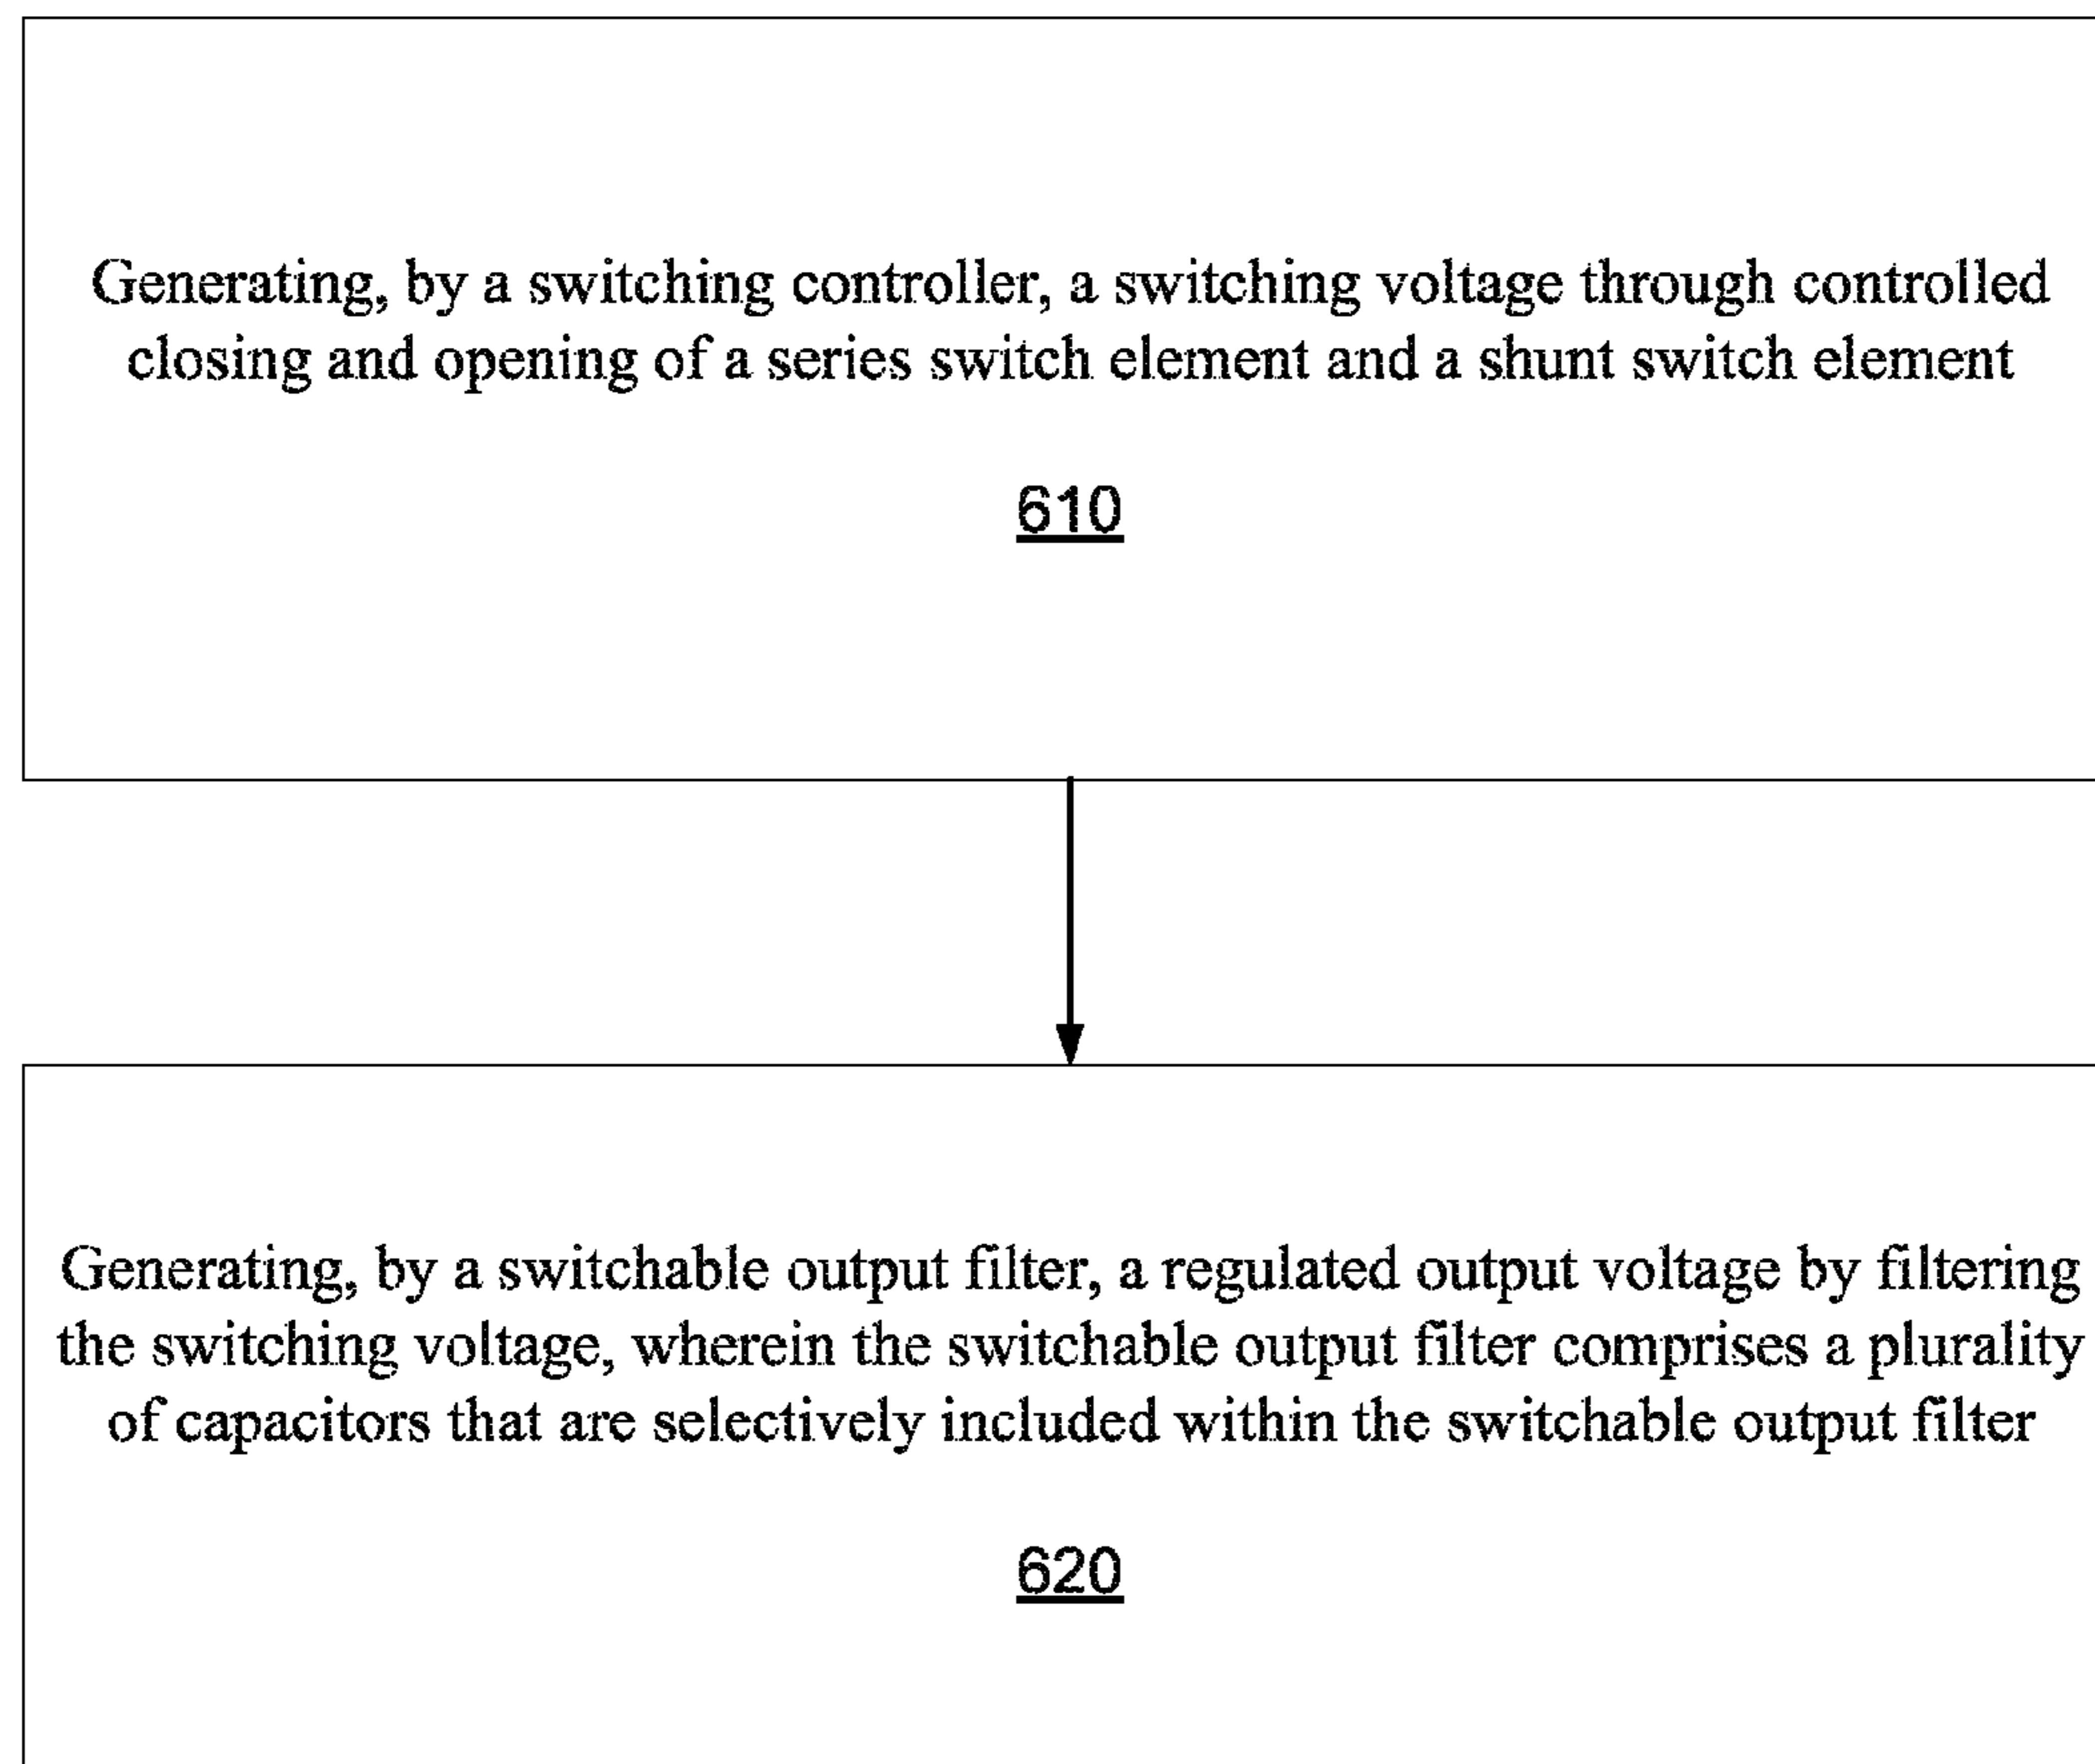 Generating, by a switching controller, a switching voltage through controlled
closing and opening of a series switch element and a shunt switch element
610
Generating, by a switchable output filter, a regulated output voltage by filtering
the switching voltage, wherein the switchable output filter comprises a plurality
of capacitors that are selectively included within the switchable output filter
620